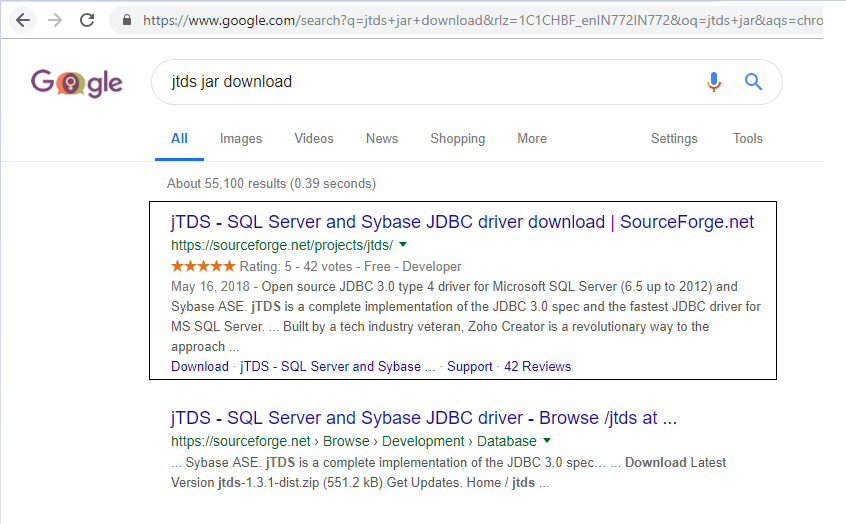 https://www.google.com/search?q=jtds+jar+download&rlz=1C1CHBF_enIN772IN772&oq=jtds+jar&aqs=chro
Google
jtds jar download
All Images Videos News Shopping More Settings Tools
About 55,100 results (0.39 seconds)
jTDS - SQL Server and Sybase JDBC driver download | SourceForge.net
https://sourceforge.net/projects/jtds/
Rating: 5 - 42 votes - Free - Developer
May 16, 2018 - Open source JDBC 3.0 type 4 driver for Microsoft SQL Server (6.5 up to 2012) and
Sybase ASE. jTDS is a complete implementation of the JDBC 3.0 spec and the fastest JDBC driver for
MS SQL Server. ... Built by a tech industry veteran, Zoho Creator is a revolutionary way to the
approach ...
Download · jTDS - SQL Server and Sybase ... · Support · 42 Reviews
jTDS - SQL Server and Sybase JDBC driver - Browse /jtds at ...
https://sourceforge.net › Browse › Development › Database
... Sybase ASE. jTDS is a complete implementation of the JDBC 3.0 spec… ... Download Latest
Version jtds-1.3.1-dist.zip (551.2 kB) Get Updates. Home / jtds ...